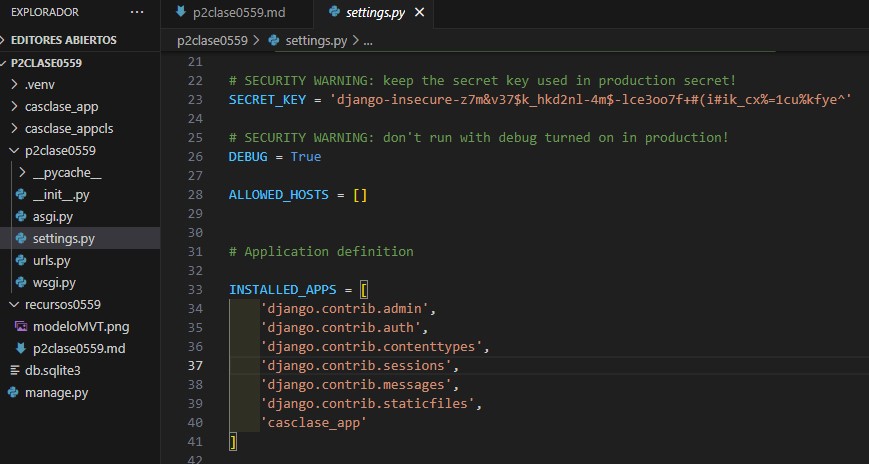 EXPLORADOR ...
EDITORES ABIERTOS
P2CLASE0559
.venv
casclase_app
casclase_appcls
p2clase0559
__pycache__
__init__.py
asgi.py
settings.py
urls.py
wsgi.py
recursos0559
modeloMVT.png
p2clase0559.md
db.sqlite3
manage.py
p2clase0559.md settings.py
p2clase0559 > settings.py > ...
21
22 # SECURITY WARNING: keep the secret key used in production secret!
23 SECRET_KEY = 'django-insecure-z7m&v37$k_hkd2nl-4m$-lce3oo7f+#(i#ik_cx%=1cu%kfye^'
24
25 # SECURITY WARNING: don't run with debug turned on in production!
26 DEBUG = True
27
28 ALLOWED_HOSTS = []
29
30
31 # Application definition
32
33 INSTALLED_APPS = [
34     'django.contrib.admin',
35     'django.contrib.auth',
36     'django.contrib.contenttypes',
37     'django.contrib.sessions',
38     'django.contrib.messages',
39     'django.contrib.staticfiles',
40     'casclase_app'
41 ]
42